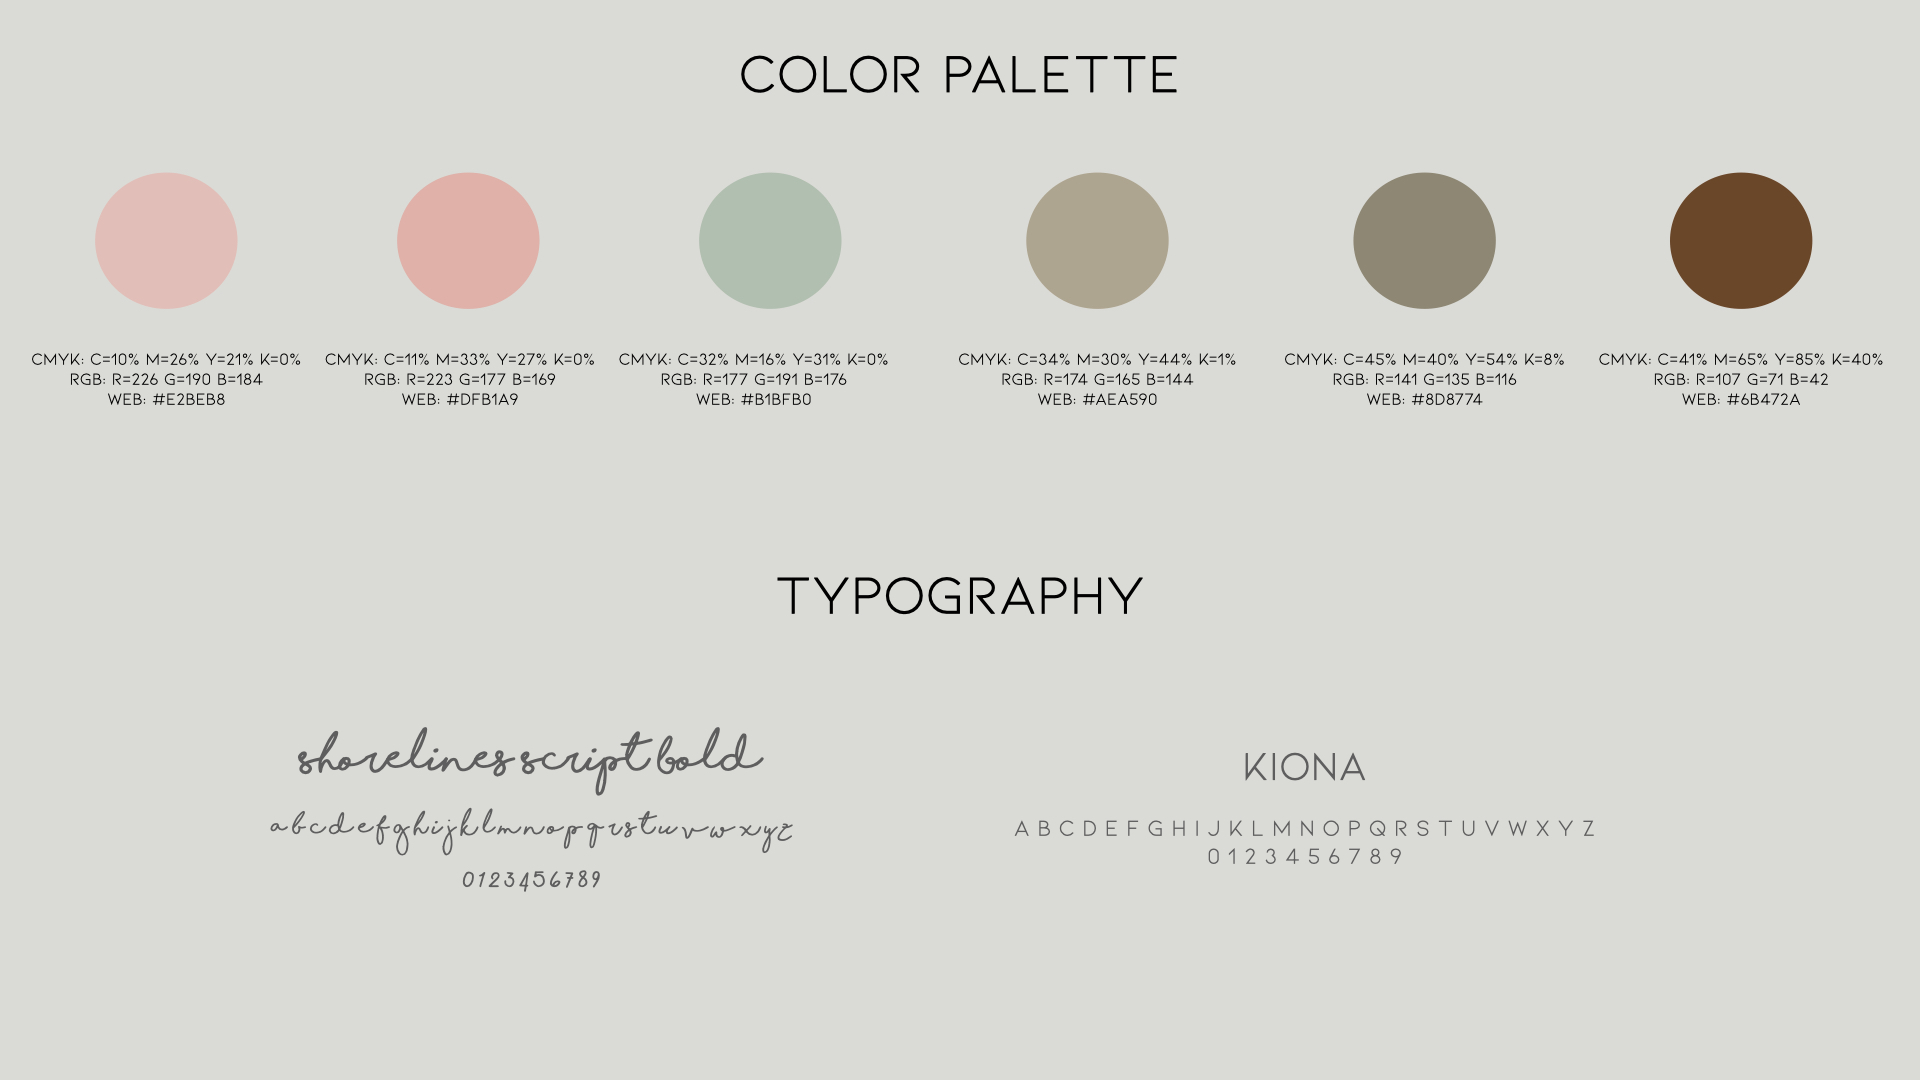 COLOR PALETTE
CMYK: C=10% M=26% Y=21% K=0%
RGB: R=226 G=190 B=184
WEB: #E2BEB8
CMYK: C=11% M=33% Y=27% K=0%
RGB: R=223 G=177 B=169
WEB: #DFB1A9
CMYK: C=32% M=16% Y=31% K=0%
RGB: R=177 G=191 B=176
WEB: #B1BFB0
CMYK: C=34% M=30% Y=44% K=1%
RGB: R=174 G=165 B=144
WEB: #AEA590
CMYK: C=45% M=40% Y=54% K=8%
RGB: R=141 G=135 B=116
WEB: #8D8774
CMYK: C=41% M=65% Y=85% K=40%
RGB: R=107 G=71 B=42
WEB: #6B472A
TYPOGRAPHY
shorelines script bold
abcdefghijklmnopqrstuvwxyz
0123456789
KIONA
A B C D E F G H I J K L M N O P Q R S T U V W X Y Z
0 1 2 3 4 5 6 7 8 9